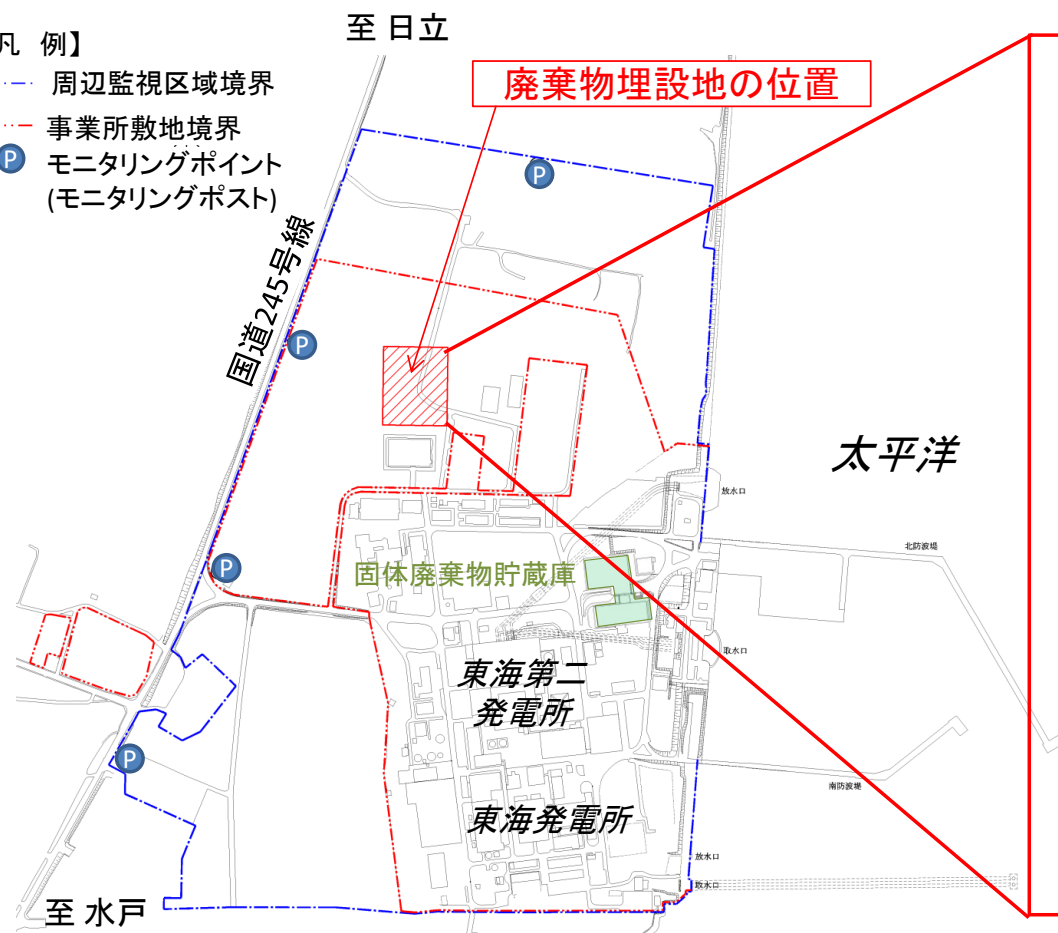 至 日立
凡 例】
周辺監視区域境界
事業所敷地境界
P
モニタリングポイント
(モニタリングポスト)
廃棄物埋設地の位置
P
国道245号線
P
太平洋
放水口
北防波堤
P
固体廃棄物貯蔵庫
取水口
東海第二
発電所
P
南防波堤
東海発電所
放水口
取水口
至 水戸